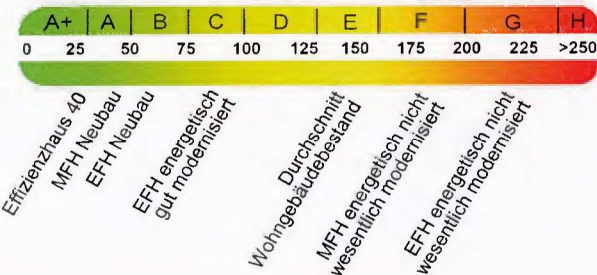 A+ A B C D E F G H
0 25 50 75 100 125 150 175 200 225 >250
Effizienzhaus 40
MFH Neubau
EFH Neubau
EFH energetisch
gut modernisiert
Durchschnitt
Wohngebäudebestand
MFH energetisch nicht
wesentlich modernisiert
EFH energetisch nicht
wesentlich modernisiert